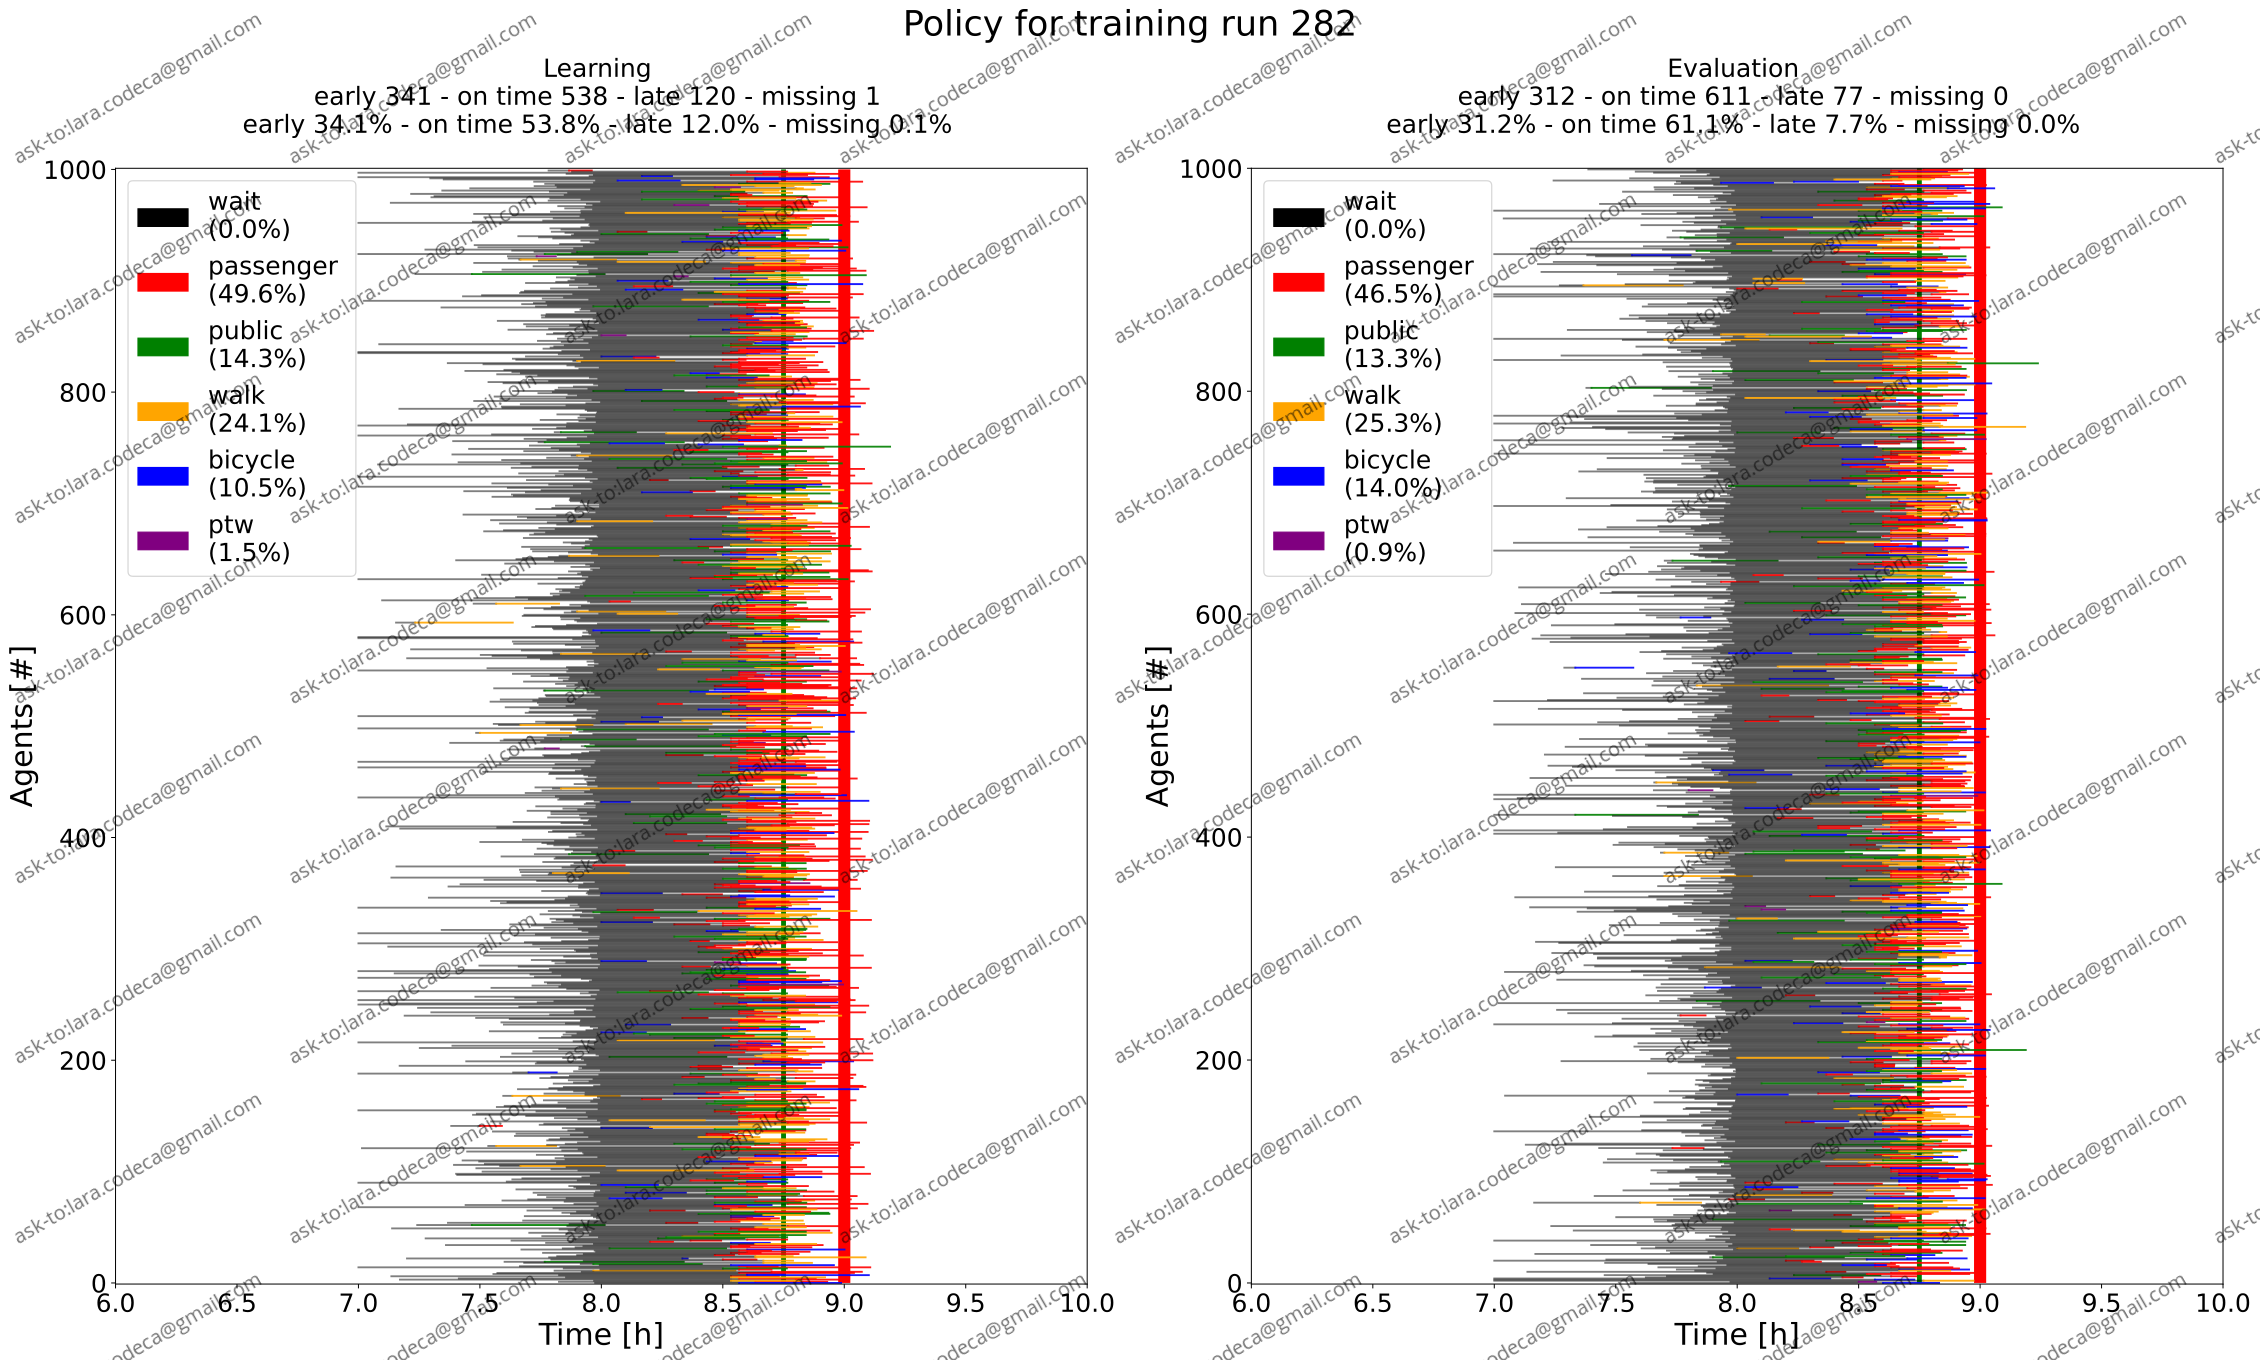 Policy for training run 282
Learning
early 341 - on time 538 - late 120 - missing 1
early 34.1% - on time 53.8% - late 12.0% - missing 0.1%
1000
800
600
400
200
0
Agents [#]
wait
(0.0%)
passenger
(49.6%)
public
(14.3%)
walk
(24.1%)
bicycle
(10.5%)
ptw
(1.5%)
6.0 6.5 7.0 7.5 8.0 8.5 9.0 9.5 10.0
Time [h]
Evaluation
early 312 - on time 611 - late 77 - missing 0
early 31.2% - on time 61.1% - late 7.7% - missing 0.0%
1000
800
600
400
200
0
Agents [#]
wait
(0.0%)
passenger
(46.5%)
public
(13.3%)
walk
(25.3%)
bicycle
(14.0%)
ptw
(0.9%)
6.0 6.5 7.0 7.5 8.0 8.5 9.0 9.5 10.0
Time [h]
ask-to:lara.codeca@gmail.com